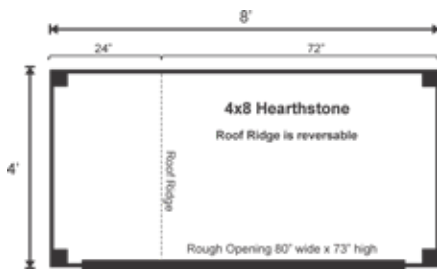 8'
24" 72"
4'
4x8 Hearthstone
Roof Ridge is reversable
Roof Ridge
Rough Opening 80" wide x 73" high